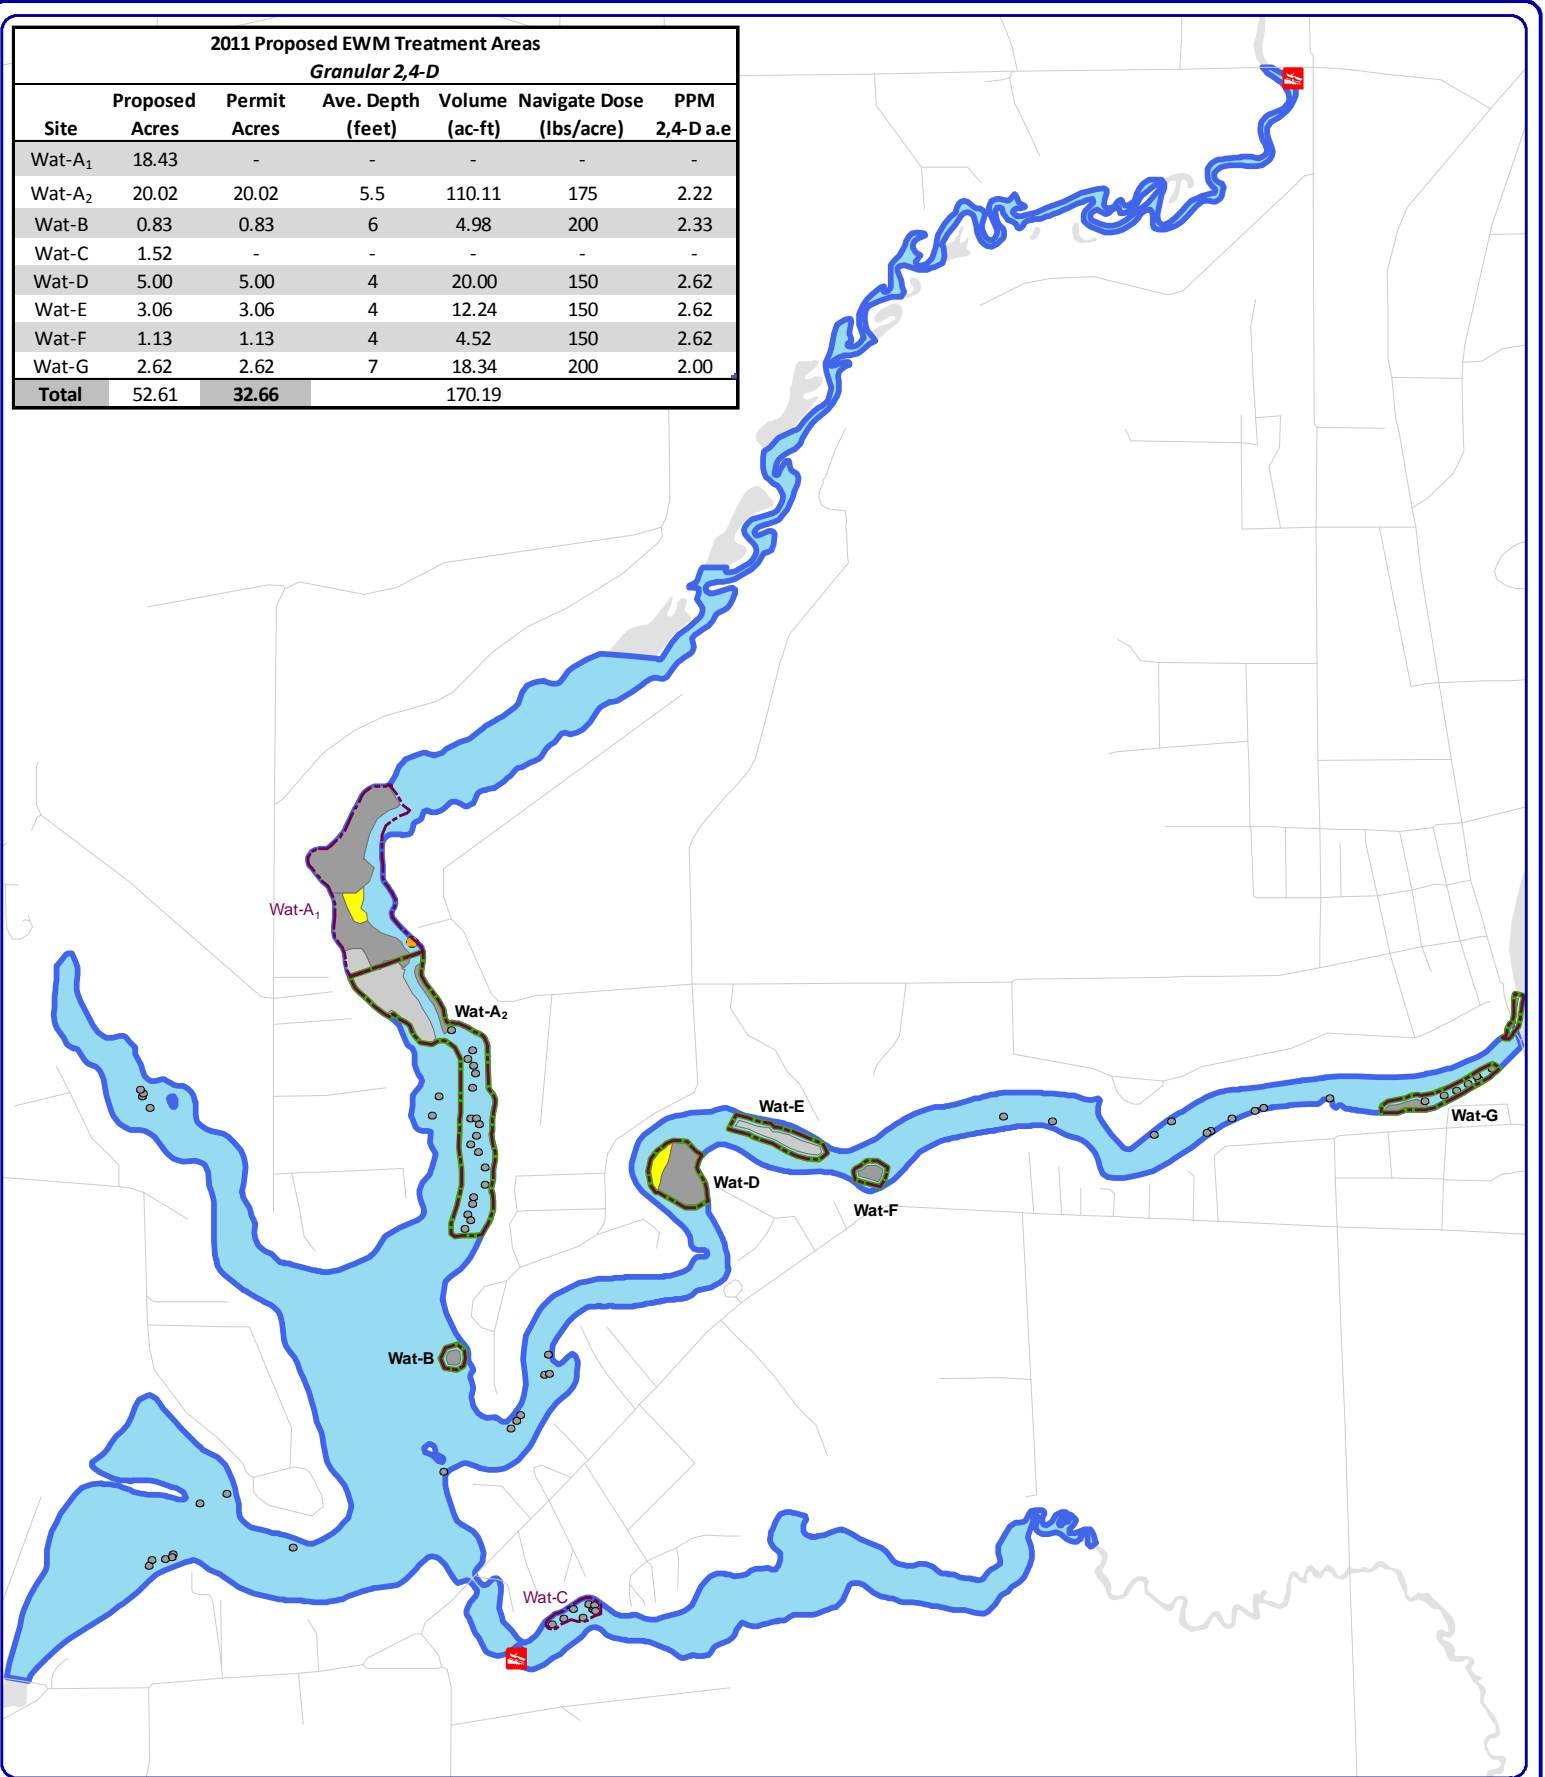 2011 Proposed EWM Treatment Areas
Granular 2,4-D
Proposed Permit Ave. Depth Volume Navigate Dose PPM
Site Acres Acres (feet) (ac-ft) (lbs/acre) 2,4-D a.e
Wat-A1 18.43 - - - - -
Wat-A2 20.02 20.02 5.5 110.11 175 2.22
Wat-B 0.83 0.83 6 4.98 200 2.33
Wat-C 1.52 - - - - -
Wat-D 5.00 5.00 4 20.00 150 2.62
Wat-E 3.06 3.06 4 12.24 150 2.62
Wat-F 1.13 1.13 4 4.52 150 2.62
Wat-G 2.62 2.62 7 18.34 200 2.00
Total 52.61 32.66 170.19
Wat-A1
Wat-A2
Wat-E
Wat-G
Wat-D
Wat-F
Wat-B
Wat-C